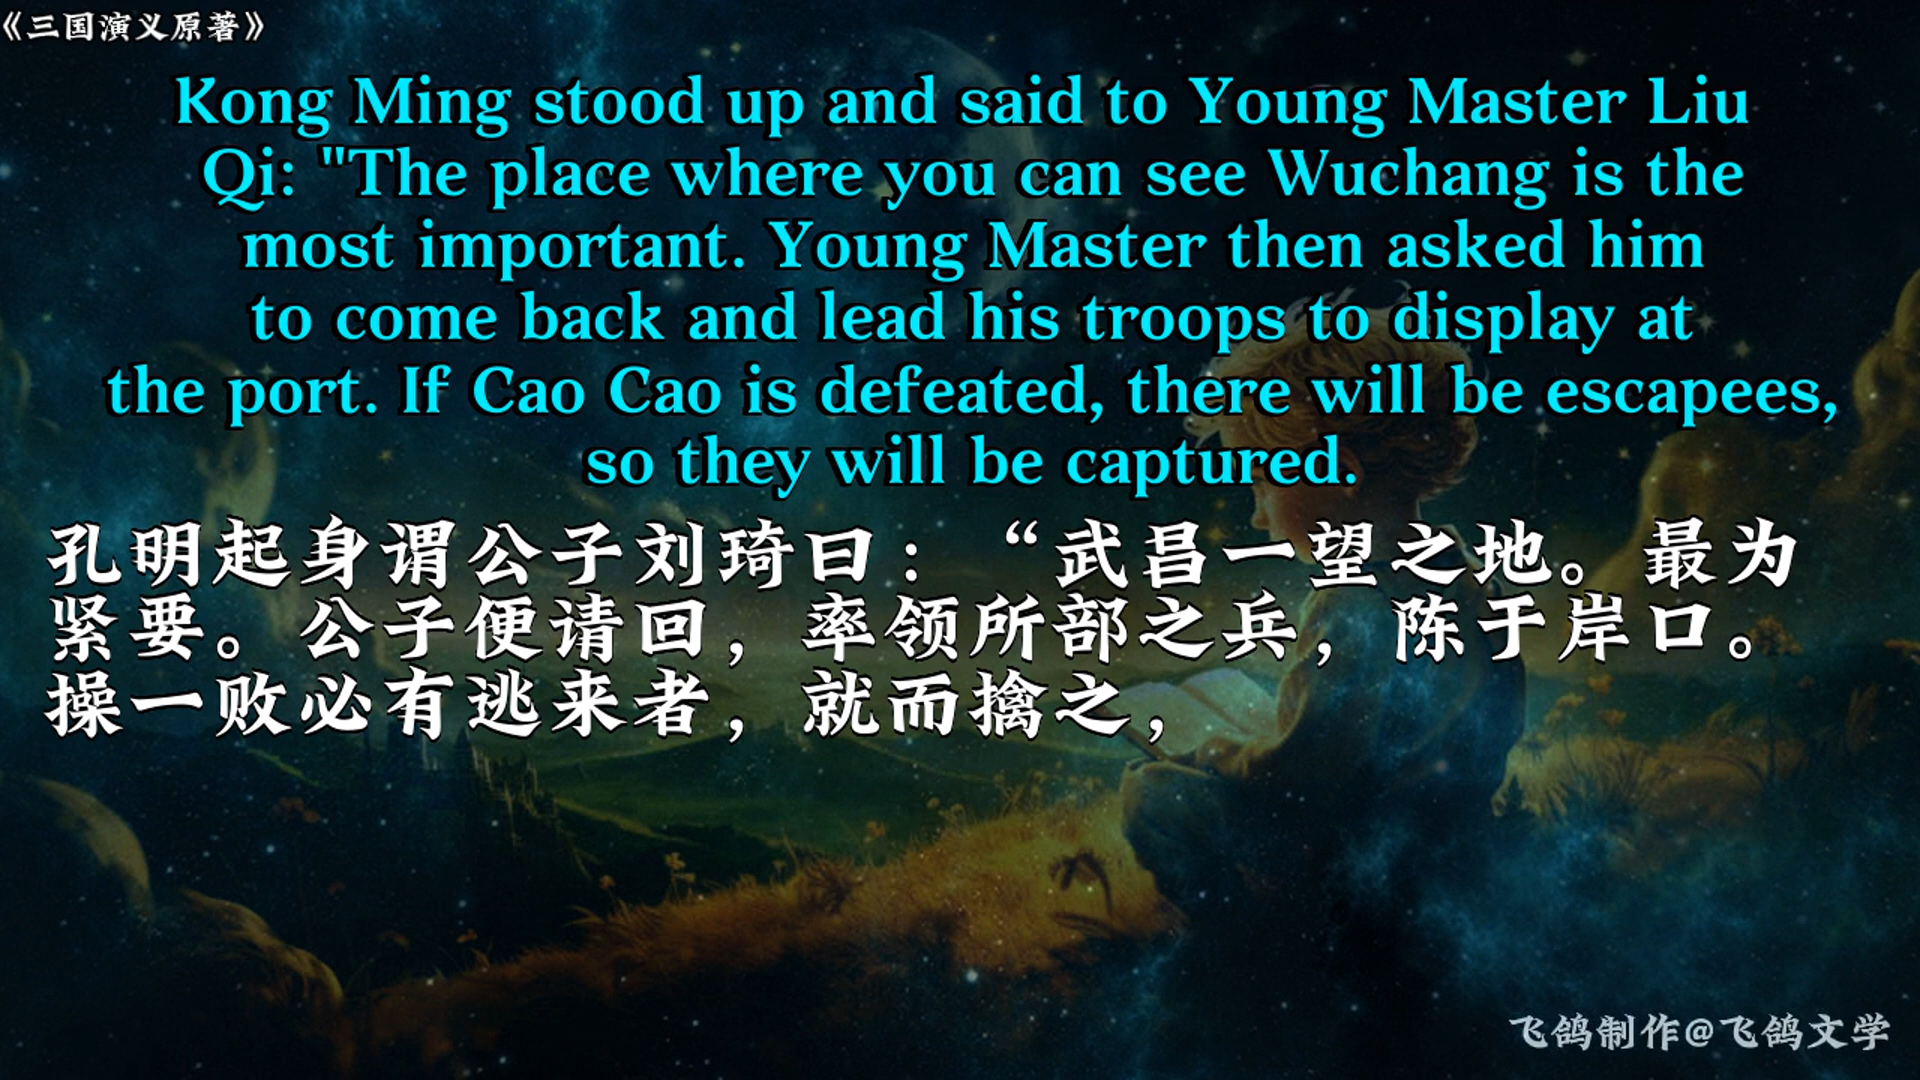 《三国演义原著》
Kong Ming stood up and said to Young Master Liu
Qi: "The place where you can see Wuchang is the
most important. Young Master then asked him
to come back and lead his troops to display at
the port. If Cao Cao is defeated, there will be escapees,
so they will be captured.
孔明起身谓公子刘琦曰：“武昌一望之地。最为
紧要。公子便请回，率领所部之兵，陈于岸口。
操一败必有逃来者，就而擒之，
飞鸽制作@飞鸽文学